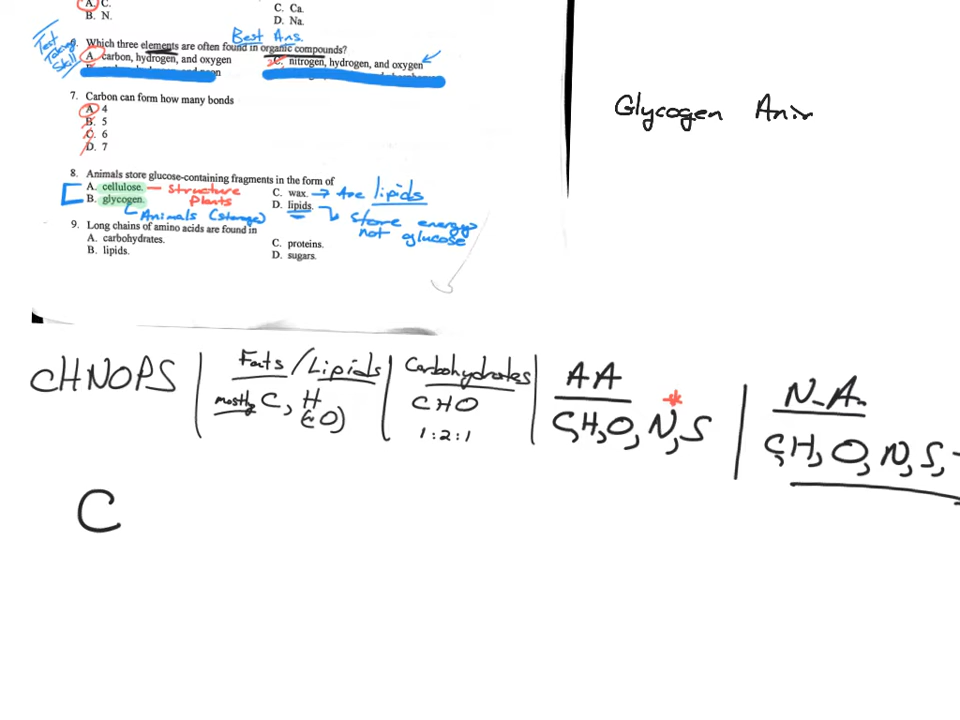 A. C.
B. N.
C. Ca.
D. Na.
Test Taking Skill
Best Ans.
Which three elements are often found in organic compounds?
A. carbon, hydrogen, and oxygen
C. nitrogen, hydrogen, and oxygen
7. Carbon can form how many bonds
A. 4
B. 5
C. 6
D. 7
8. Animals store glucose-containing fragments in the form of
A. cellulose. — Structure Plants
B. glycogen.
Animals (storage)
C. wax. → Are lipids
D. lipids. → store energy not glucose
9. Long chains of amino acids are found in
A. carbohydrates.
B. lipids.
C. proteins.
D. sugars.
Glycogen Anim
CHNOPS
Fats/Lipids
mostly C, H
(≈O)
Carbohydrates
CHO
1:2:1
AA
C,H,O,N,S
*
N.A.
C,H,O,N,S,
C